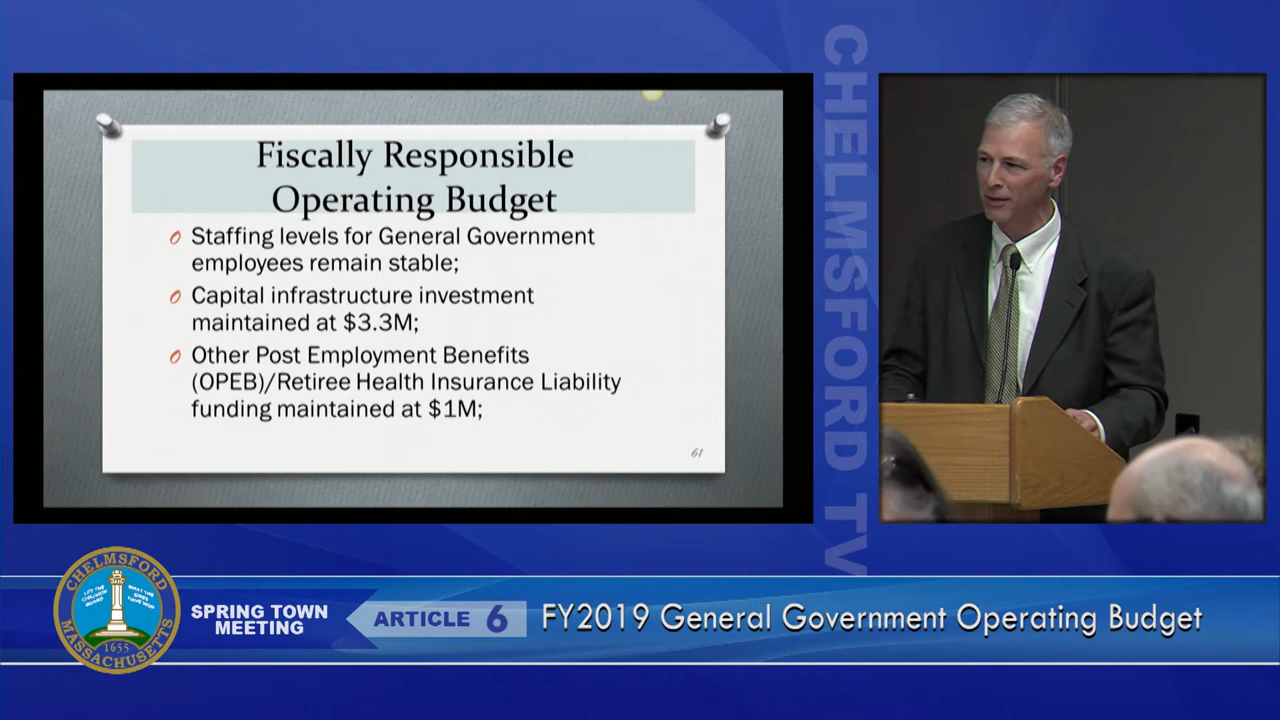 Fiscally Responsible
Operating Budget
Staffing levels for General Government
employees remain stable;
Capital infrastructure investment
maintained at $3.3M;
Other Post Employment Benefits
(OPEB)/Retiree Health Insurance Liability
funding maintained at $1M;
61
CHELMSFORD TV
CHELMSFORD
MASSACHUSETTS
1655
SPRING TOWN
MEETING
ARTICLE 6
FY2019 General Government Operating Budget